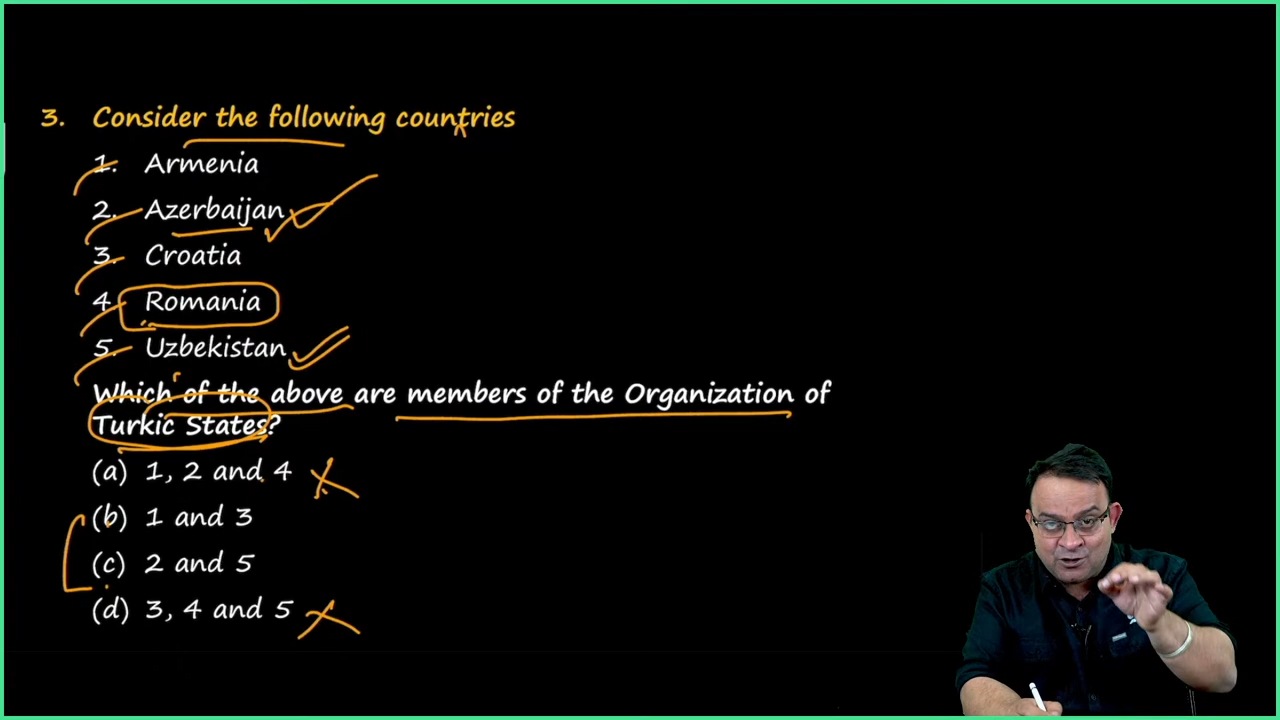 3. Consider the following countries
1. Armenia
2. Azerbaijan
3. Croatia
4. Romania
5. Uzbekistan
Which of the above are members of the Organization of
Turkic States?
(a) 1, 2 and 4
(b) 1 and 3
(c) 2 and 5
(d) 3, 4 and 5